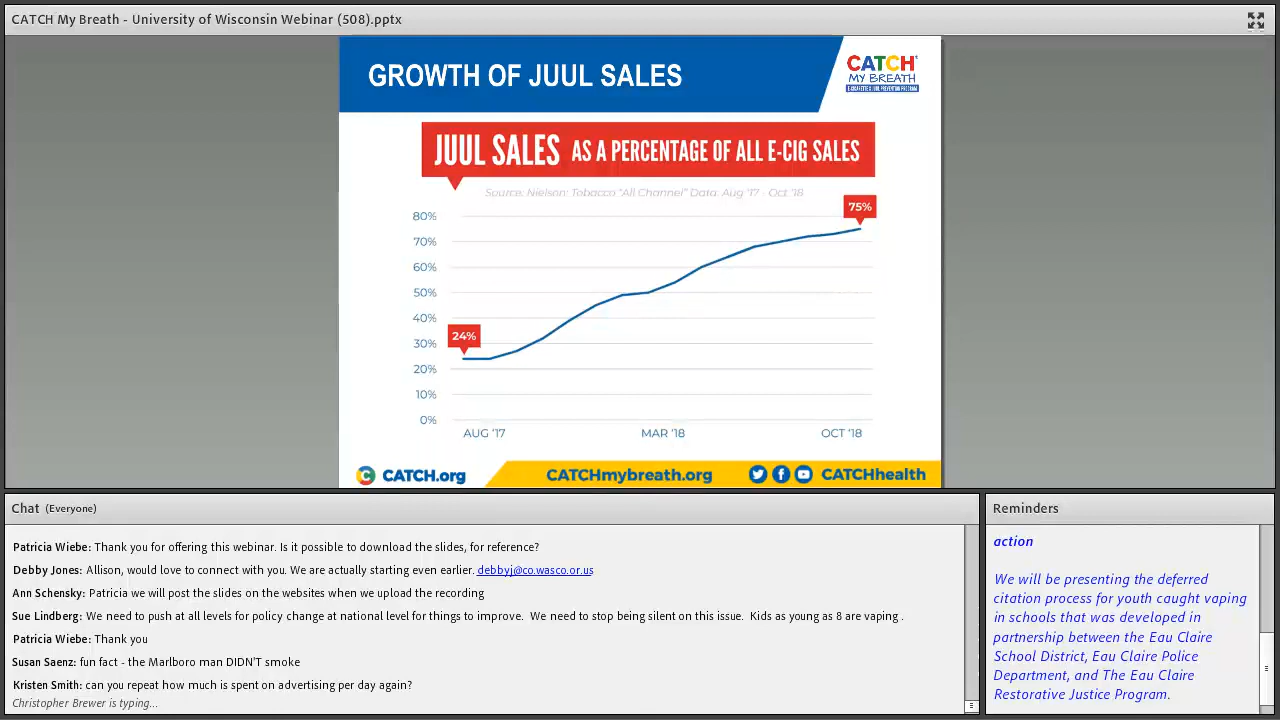 CATCH My Breath - University of Wisconsin Webinar (508).pptx
GROWTH OF JUUL SALES
CATCH
MY BREATH
JUUL SALES AS A PERCENTAGE OF ALL E-CIG SALES
Source: Nielson: Tobacco "All Channel" Data: Aug '17 - Oct '18
75%
80%
70%
60%
50%
40%
24%
30%
20%
10%
0%
AUG '17 MAR '18 OCT '18
CATCH.org CATCHmybreath.org CATCHhealth
Chat (Everyone)
Patricia Wiebe: Thank you for offering this webinar. Is it possible to download the slides, for reference?
Debby Jones: Allison, would love to connect with you. We are actually starting even earlier. debbyj@co.wasco.or.us
Ann Schensky: Patricia we will post the slides on the websites when we upload the recording
Sue Lindberg: We need to push at all levels for policy change at national level for things to improve. We need to stop being silent on this issue. Kids as young as 8 are vaping .
Patricia Wiebe: Thank you
Susan Saenz: fun fact - the Marlboro man DIDN'T smoke
Kristen Smith: can you repeat how much is spent on advertising per day again?
Christopher Brewer is typing...
Reminders
action
We will be presenting the deferred
citation process for youth caught vaping
in schools that was developed in
partnership between the Eau Claire
School District, Eau Claire Police
Department, and The Eau Claire
Restorative Justice Program.